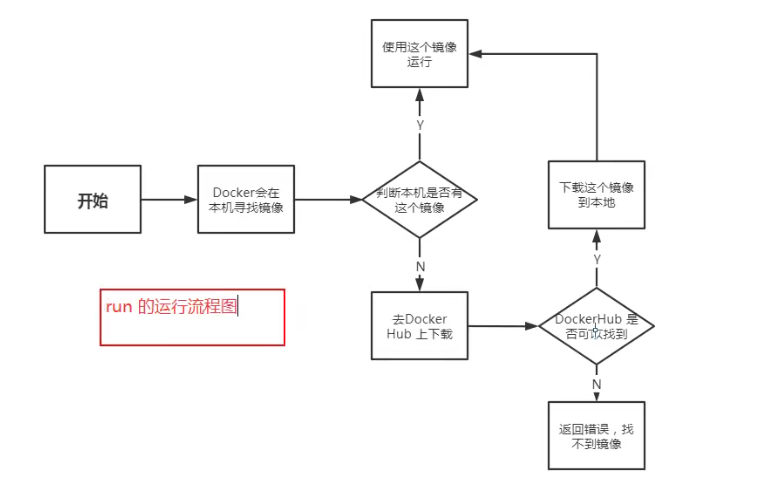 使用这个镜像
运行
Y
开始
Docker会在
本机寻找镜像
判断本机是否有
这个镜像
下载这个镜像
到本地
N
Y
run 的运行流程图
去Docker
Hub 上下载
DockerHub 是
否可以找到
N
返回错误，找
不到镜像